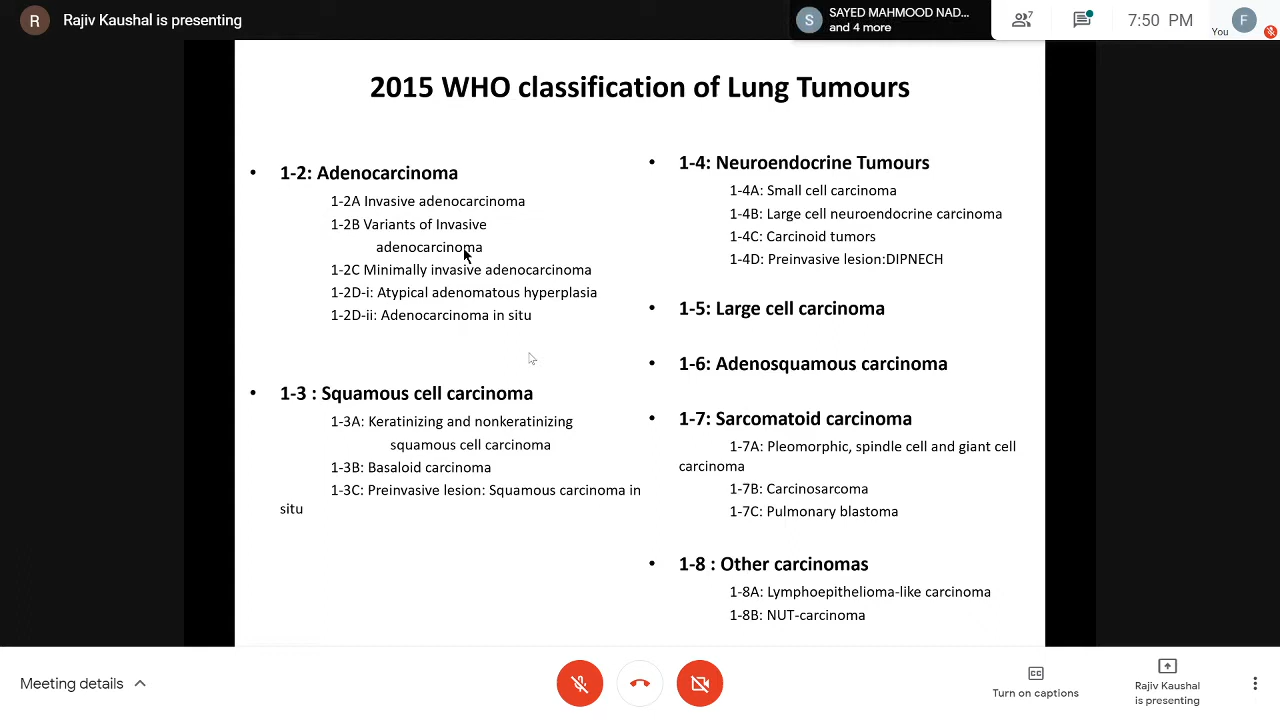 R Rajiv Kaushal is presenting
S SAYED MAHMOOD NAD...
and 4 more
7
7:50 PM
You
F
2015 WHO classification of Lung Tumours
• 1-2: Adenocarcinoma
1-2A Invasive adenocarcinoma
1-2B Variants of Invasive
adenocarcinoma
1-2C Minimally invasive adenocarcinoma
1-2D-i: Atypical adenomatous hyperplasia
1-2D-ii: Adenocarcinoma in situ
• 1-3 : Squamous cell carcinoma
1-3A: Keratinizing and nonkeratinizing
squamous cell carcinoma
1-3B: Basaloid carcinoma
1-3C: Preinvasive lesion: Squamous carcinoma in
situ
• 1-4: Neuroendocrine Tumours
1-4A: Small cell carcinoma
1-4B: Large cell neuroendocrine carcinoma
1-4C: Carcinoid tumors
1-4D: Preinvasive lesion:DIPNECH
• 1-5: Large cell carcinoma
• 1-6: Adenosquamous carcinoma
• 1-7: Sarcomatoid carcinoma
1-7A: Pleomorphic, spindle cell and giant cell
carcinoma
1-7B: Carcinosarcoma
1-7C: Pulmonary blastoma
• 1-8 : Other carcinomas
1-8A: Lymphoepithelioma-like carcinoma
1-8B: NUT-carcinoma
Meeting details
CC
Turn on captions
Rajiv Kaushal
is presenting